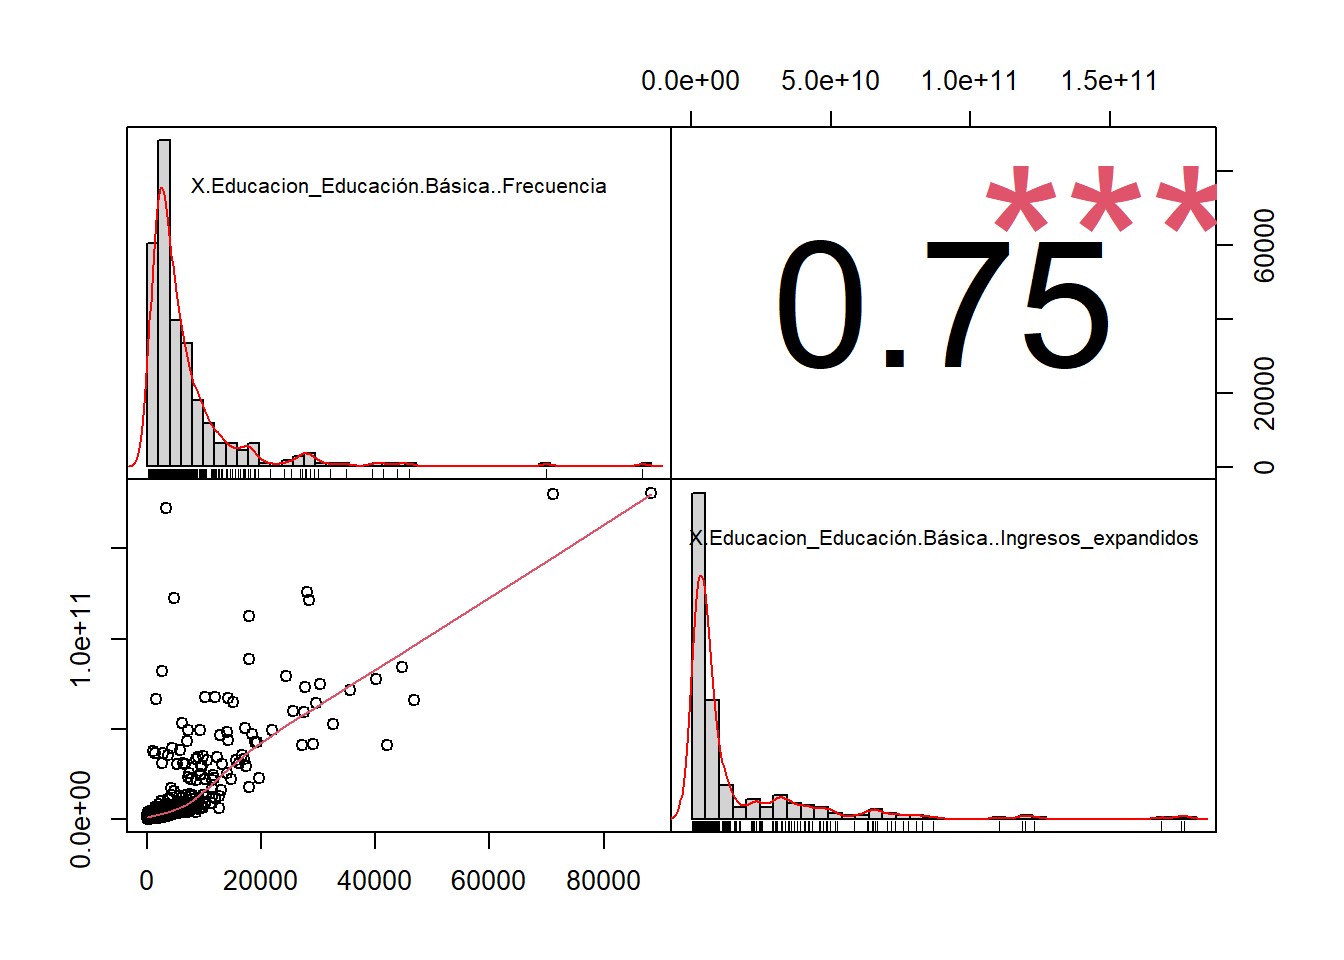 0.0e+00 5.0e+10 1.0e+11 1.5e+11
X.Educacion_Educación.Básica..Frecuencia
***
0.75
20000 60000
0
X.Educacion_Educación.Básica..Ingresos_expandidos
0.0e+00 1.0e+11
0 20000 40000 60000 80000